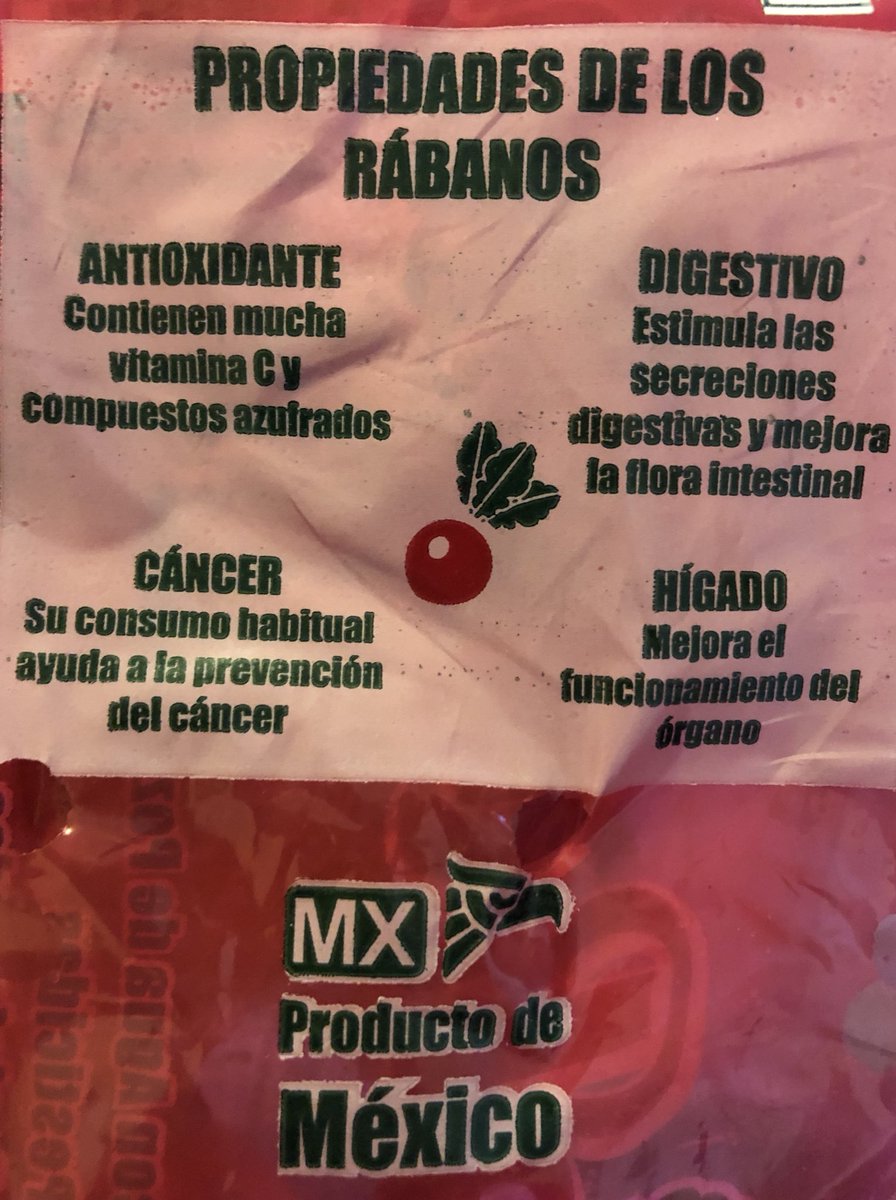 PROPIEDADES DE LOS
RÁBANOS
ANTIOXIDANTE
Contienen mucha
vitamina C y
compuestos azufrados
DIGESTIVO
Estimula las
secreciones
digestivas y mejora
la flora intestinal
CÁNCER
Su consumo habitual
ayuda a la prevención
del cáncer
HÍGADO
Mejora el
funcionamiento del
órgano
MX
Producto de
México